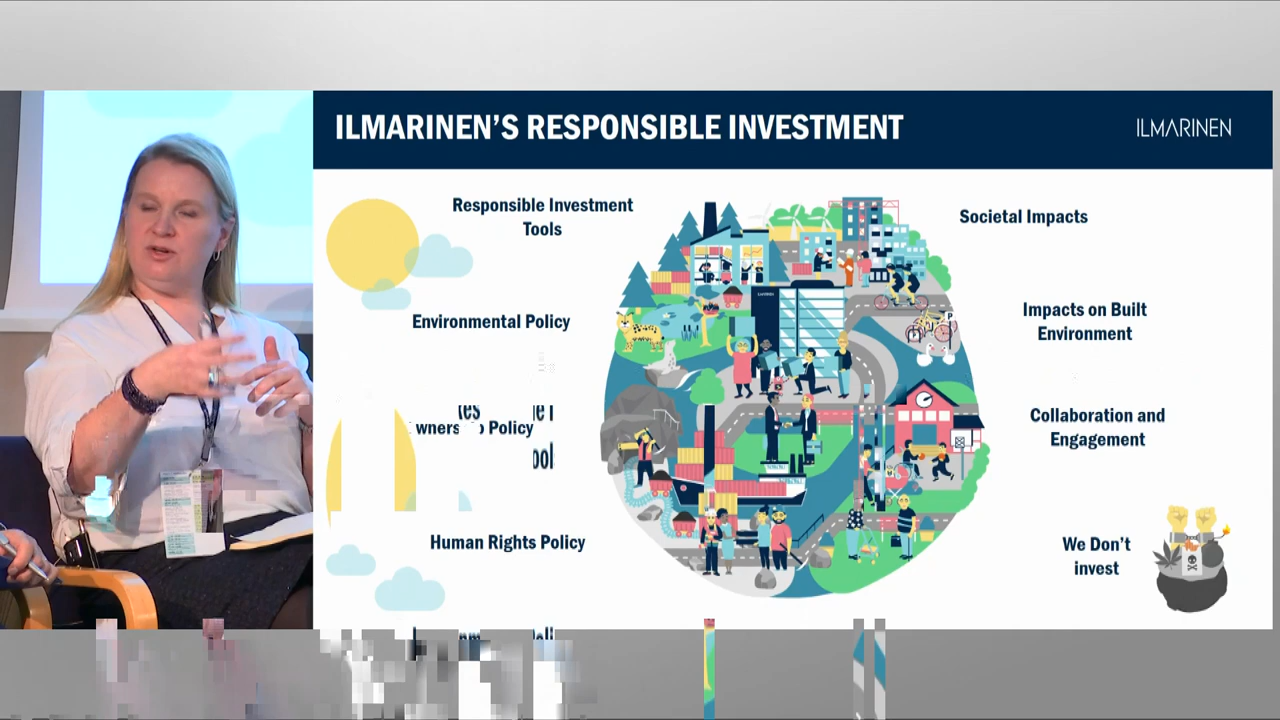 ILMARINEN'S RESPONSIBLE INVESTMENT
ILMARINEN
Responsible Investment
Tools
Societal Impacts
Environmental Policy
Impacts on Built
Environment
Policy
Collaboration and
Engagement
Human Rights Policy
We Don't
invest
P